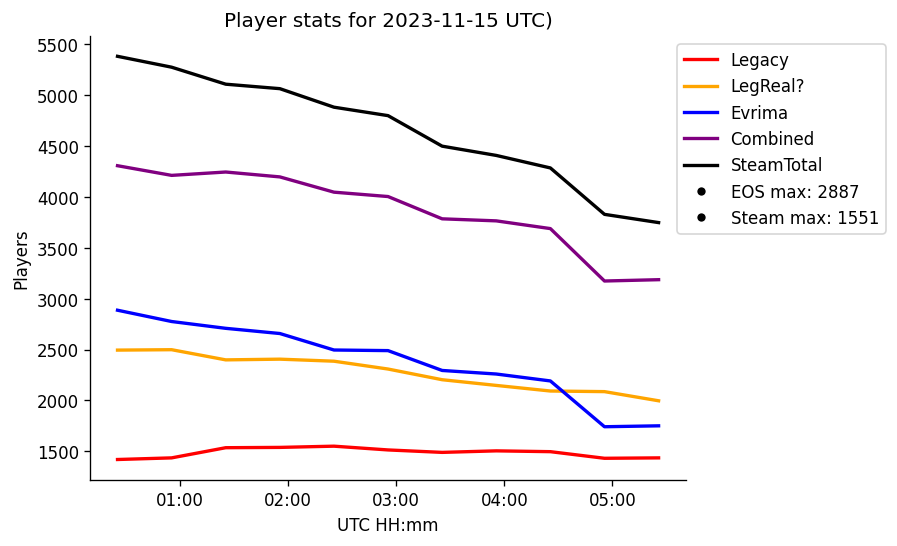 Player stats for 2023-11-15 UTC)
5500
5000
4500
4000
3500
3000
2500
2000
1500
Players
01:00
02:00
03:00
04:00
05:00
UTC HH:mm
Legacy
LegReal?
Evrima
Combined
SteamTotal
EOS max: 2887
Steam max: 1551